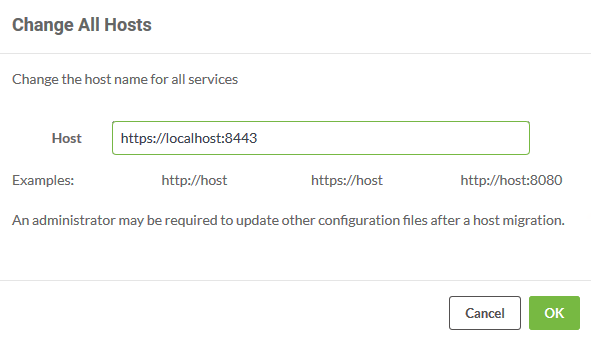 Change All Hosts
Change the host name for all services
Host https://localhost:8443
Examples: http://host https://host http://host:8080
An administrator may be required to update other configuration files after a host migration.
Cancel OK